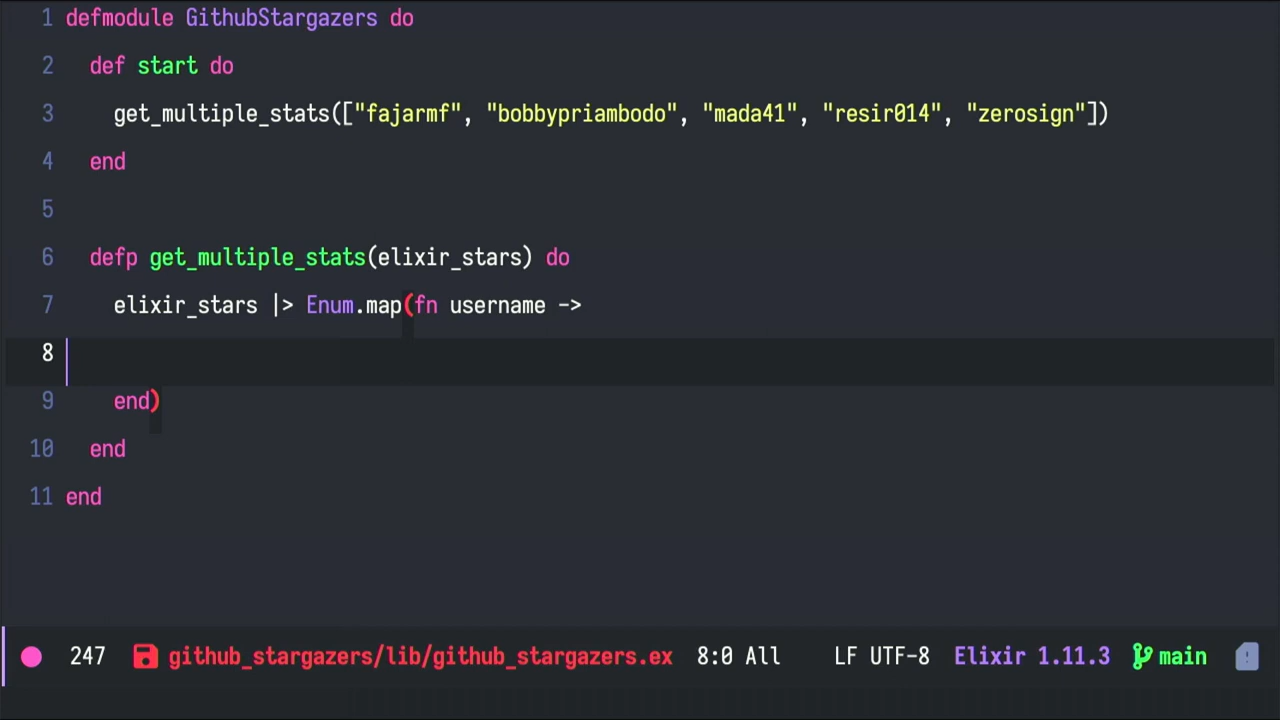 1 defmodule GithubStargazers do
2   def start do
3     get_multiple_stats(["fajarmf", "bobbypriambodo", "mada41", "resir014", "zerosign"])
4   end
5
6   defp get_multiple_stats(elixir_stars) do
7     elixir_stars |> Enum.map(fn username ->
8
9     end)
10   end
11 end
247 github_stargazers/lib/github_stargazers.ex 8:0 All LF UTF-8 Elixir 1.11.3 main